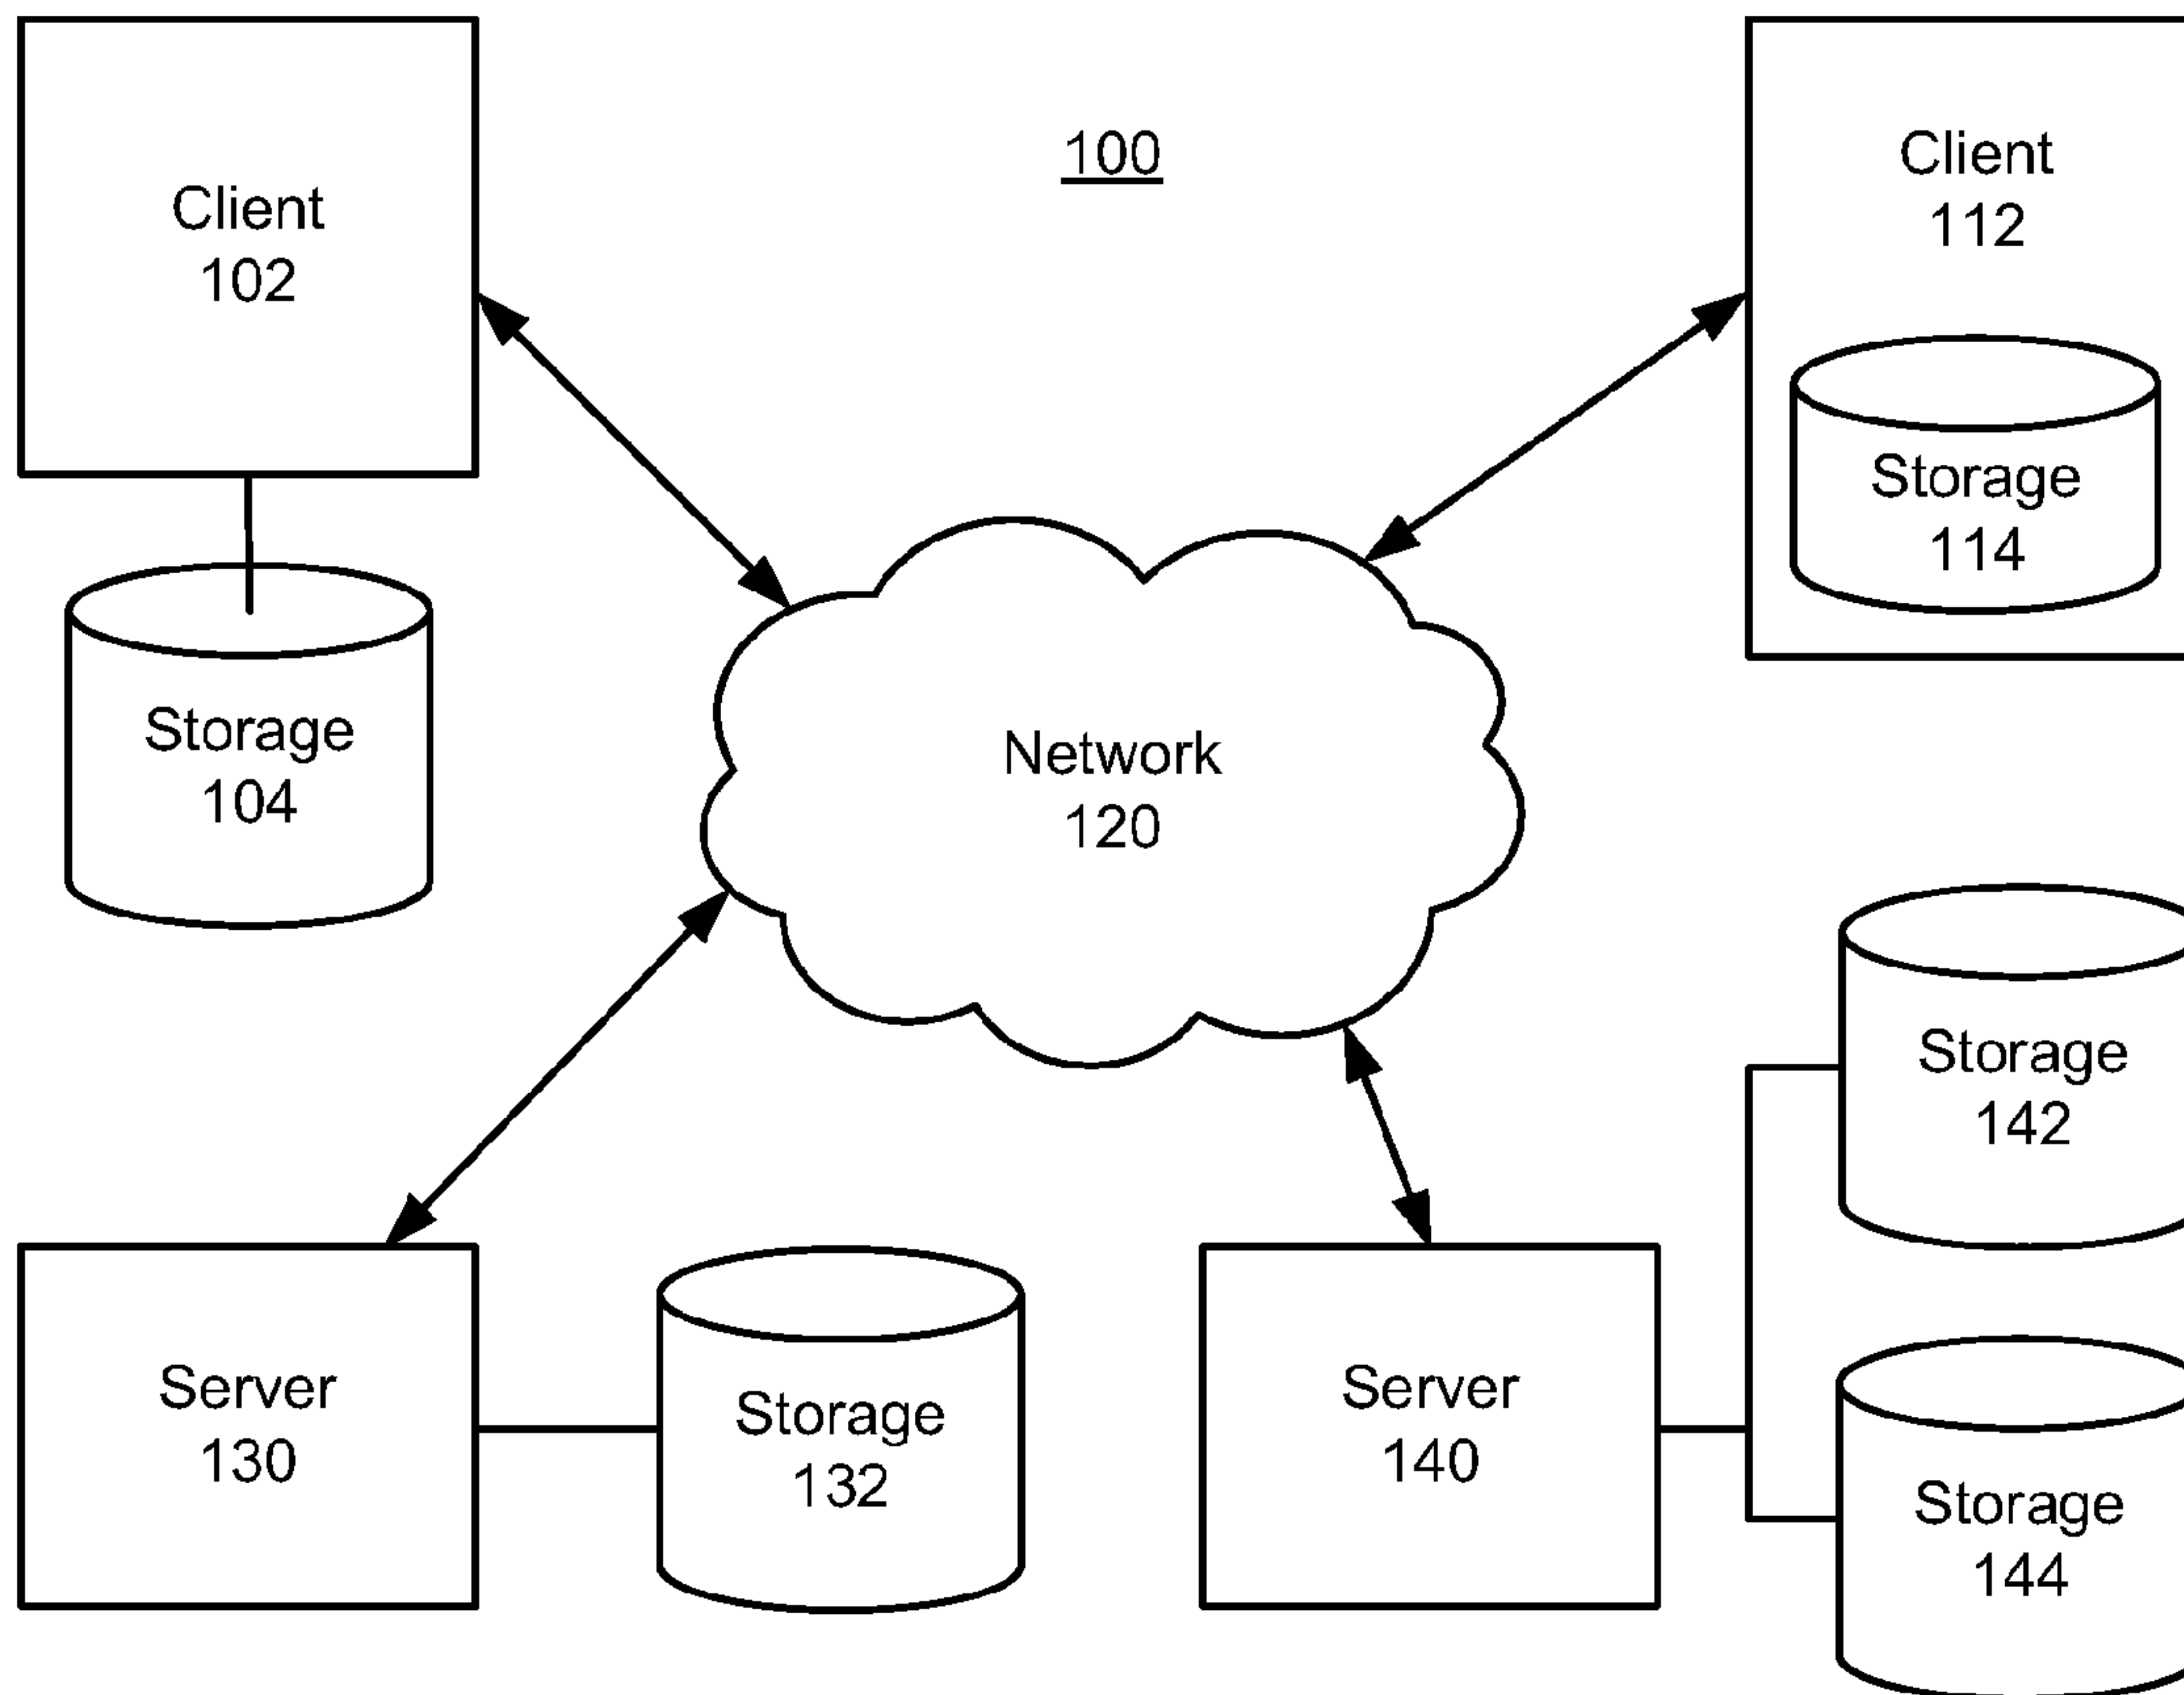 100
Client
102
Client
112
Storage
114
Storage
104
Network
120
Storage
142
Server
130
Storage
132
Server
140
Storage
144